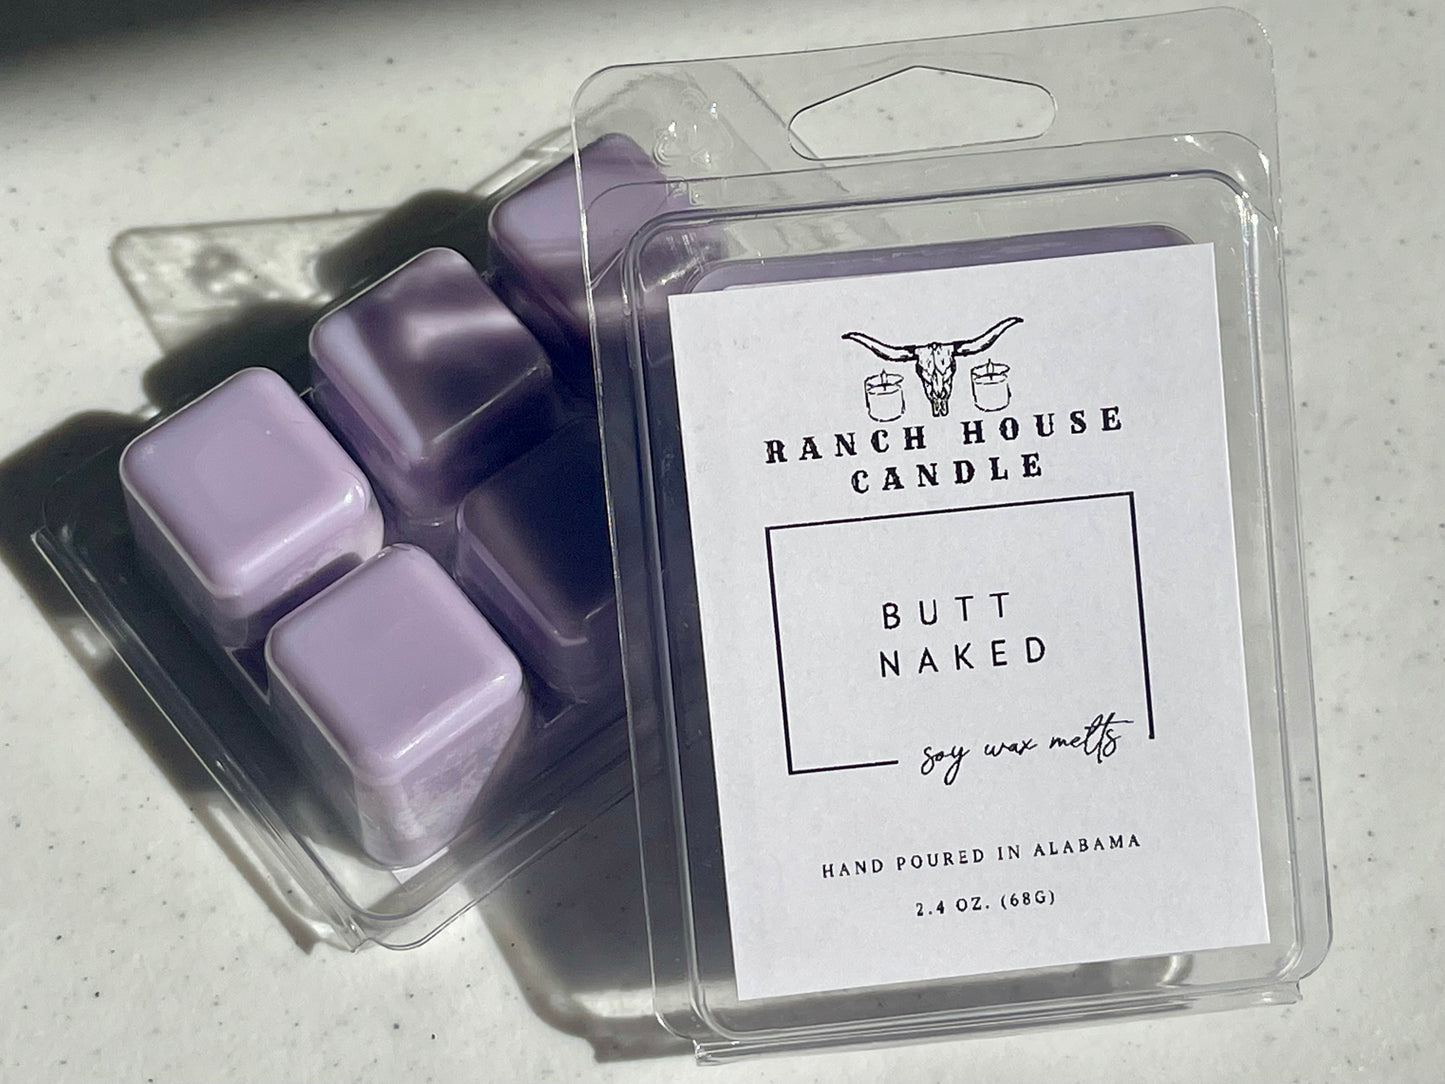 RANCH HOUSE
CANDLE
BUTT
NAKED
soy wax melts
HAND POURED IN ALABAMA
2.4 OZ. (68G)